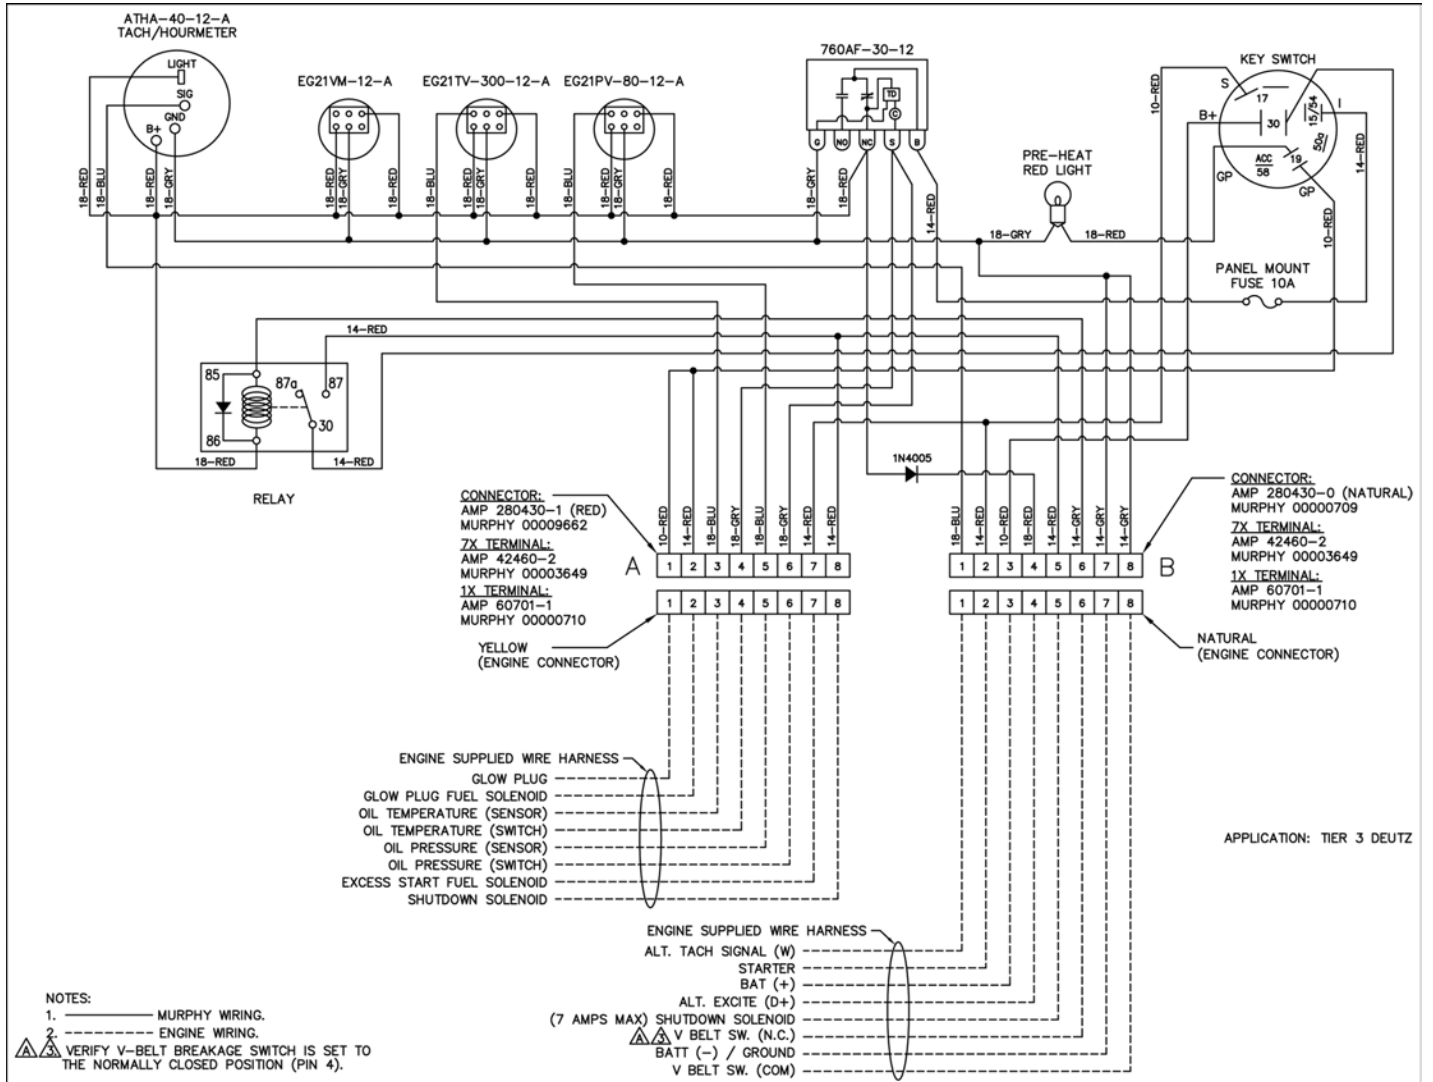 ATHA-40-12-A
TACH/HOURMETER
LIGHT
SIG
GND
B+
EG21VM-12-A
EG21TV-300-12-A
EG21PV-80-12-A
760AF-30-12
TD
C
G
NO
NC
S
B
PRE-HEAT
RED LIGHT
KEY SWITCH
S
17
B+
30
15/54
I
50a
ACC
58
19
GP
GP
10-RED
14-RED
10-RED
18-RED
18-BLU
18-RED
18-GRY
18-RED
18-GRY
18-RED
18-BLU
18-RED
18-GRY
18-RED
18-BLU
18-RED
18-GRY
18-RED
18-GRY
18-RED
14-RED
18-GRY
18-RED
PANEL MOUNT
FUSE 10A
14-RED
85
87a
87
30
86
18-RED
14-RED
RELAY
1N4005
CONNECTOR:
AMP 280430-1 (RED)
MURPHY 00009662
7X TERMINAL:
AMP 42460-2
MURPHY 00003649
1X TERMINAL:
AMP 60701-1
MURPHY 00000710
YELLOW
(ENGINE CONNECTOR)
10-RED
14-RED
18-BLU
18-GRY
18-BLU
18-GRY
14-RED
14-RED
A
1 2 3 4 5 6 7 8
1 2 3 4 5 6 7 8
18-BLU
14-RED
10-RED
18-RED
14-RED
14-GRY
14-GRY
14-GRY
1 2 3 4 5 6 7 8
B
1 2 3 4 5 6 7 8
CONNECTOR:
AMP 280430-0 (NATURAL)
MURPHY 00000709
7X TERMINAL:
AMP 42460-2
MURPHY 00003649
1X TERMINAL:
AMP 60701-1
MURPHY 00000710
NATURAL
(ENGINE CONNECTOR)
ENGINE SUPPLIED WIRE HARNESS
GLOW PLUG
GLOW PLUG FUEL SOLENOID
OIL TEMPERATURE (SENSOR)
OIL TEMPERATURE (SWITCH)
OIL PRESSURE (SENSOR)
OIL PRESSURE (SWITCH)
EXCESS START FUEL SOLENOID
SHUTDOWN SOLENOID
APPLICATION: TIER 3 DEUTZ
ENGINE SUPPLIED WIRE HARNESS
ALT. TACH SIGNAL (W)
STARTER
BAT (+)
ALT. EXCITE (D+)
(7 AMPS MAX) SHUTDOWN SOLENOID
A 3 V BELT SW. (N.C.)
BATT (-) / GROUND
V BELT SW. (COM)
NOTES:
1. MURPHY WIRING.
2. ENGINE WIRING.
A 3. VERIFY V-BELT BREAKAGE SWITCH IS SET TO
THE NORMALLY CLOSED POSITION (PIN 4).